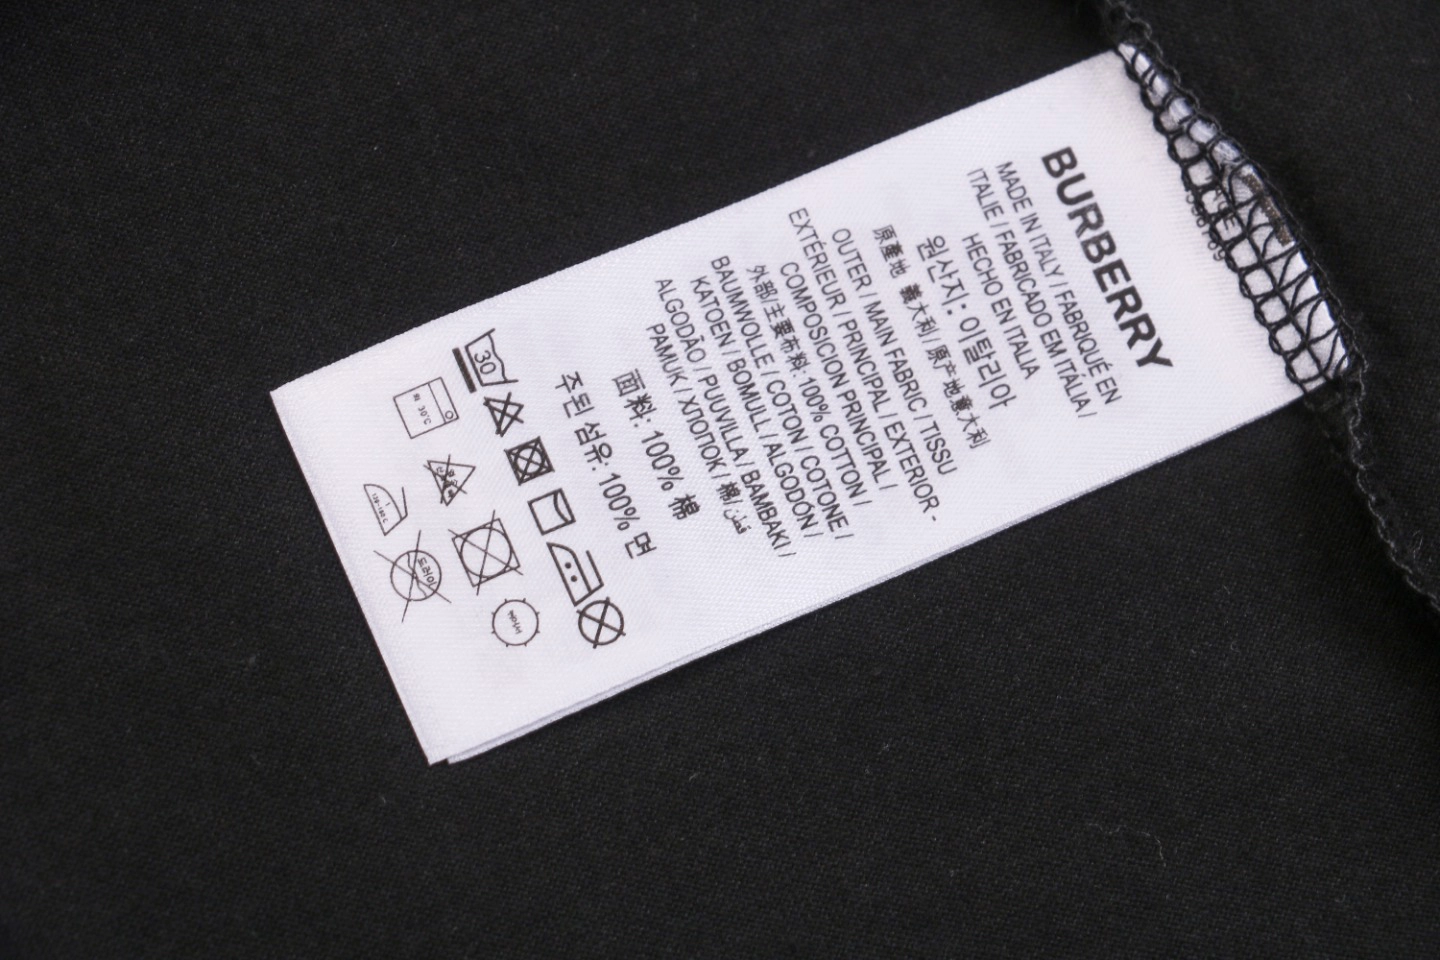 BURBERRY
MADE IN ITALY / FABRIQUÉ EN
ITALIE / FABRICADO EM ITÁLIA /
HECHO EN ITALIA
원산지: 이탈리아
原產地 義大利 / 原产地意大利
OUTER / MAIN FABRIC / TISSU
EXTÉRIEUR / PRINCIPAL / EXTERIOR -
COMPOSICION PRINCIPAL /
外部/主要布料: 100% COTTON /
BAUMWOLLE / COTON / COTONE /
KATOEN / BOMULL / ALGODÓN /
ALGODÃO / PUUVILLA / BAMBAKI /
PAMUK / ХЛОПОК / 棉/ قطن
面料: 100% 棉
주된 섬유: 100% 면
30
약 30℃